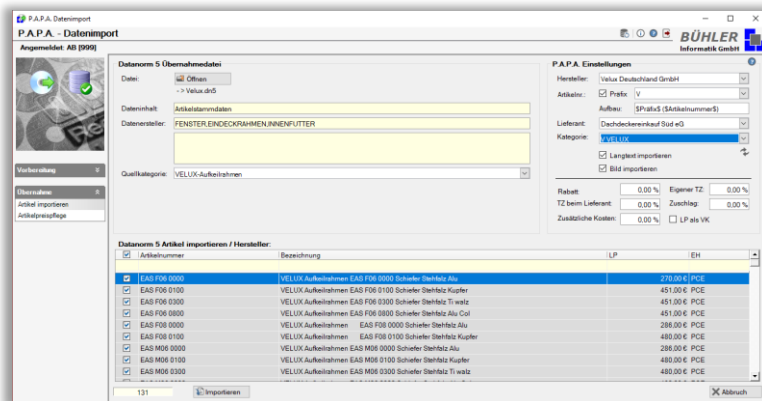 P.A.P.A. Datenimport
P.A.P.A. - Datenimport
BÜHLER
Informatik GmbH
Angemeldet: AB [999]
Datanorm 5 Übernahmedatei
Datei:
Öffnen
-> Velux.dn5
Dateninhalt:
Artikelstammdaten
Datenersteller:
FENSTER,EINDECKRAHMEN,INNENFUTTER
Quellkategorie:
VELUX-Aufkeilrahmen
P.A.P.A. Einstellungen
Hersteller:
Velux Deutschland GmbH
Artikelnr.:
Präfix
V
Aufbau:
$Präfix$ ($Artikelnummer$)
Lieferant:
Dachdeckereinkauf Süd eG
Kategorie:
V VELUX
Langtext importieren
Bild importieren
Rabatt:
0,00 %
Eigener TZ:
0,00 %
TZ beim Lieferant:
0,00 %
Zuschlag:
0,00 %
Zusätzliche Kosten:
0,00 %
LP als VK
Vorbereitung
Übernahme
Artikel importieren
Artikelpreispflege
Datanorm 5 Artikel importieren / Hersteller:
Artikelnummer Bezeichnung LP EH
EAS F06 0000 VELUX Aufkeilrahmen EAS F06 0000 Schiefer Stehfalz Alu 270,00 € PCE
EAS F06 0100 VELUX Aufkeilrahmen EAS F06 0100 Schiefer Stehfalz Kupfer 451,00 € PCE
EAS F06 0300 VELUX Aufkeilrahmen EAS F06 0300 Schiefer Stehfalz Ti walz 451,00 € PCE
EAS F06 0800 VELUX Aufkeilrahmen EAS F06 0800 Schiefer Stehfalz Alu Col 451,00 € PCE
EAS F08 0000 VELUX Aufkeilrahmen EAS F08 0000 Schiefer Stehfalz Alu 286,00 € PCE
EAS F08 0100 VELUX Aufkeilrahmen EAS F08 0100 Schiefer Stehfalz Kupfer 480,00 € PCE
EAS M06 0000 VELUX Aufkeilrahmen EAS M06 0000 Schiefer Stehfalz Alu 286,00 € PCE
EAS M06 0100 VELUX Aufkeilrahmen EAS M06 0100 Schiefer Stehfalz Kupfer 480,00 € PCE
EAS M06 0300 VELUX Aufkeilrahmen EAS M06 0300 Schiefer Stehfalz Ti walz 480,00 € PCE
131
Importieren
Abbruch